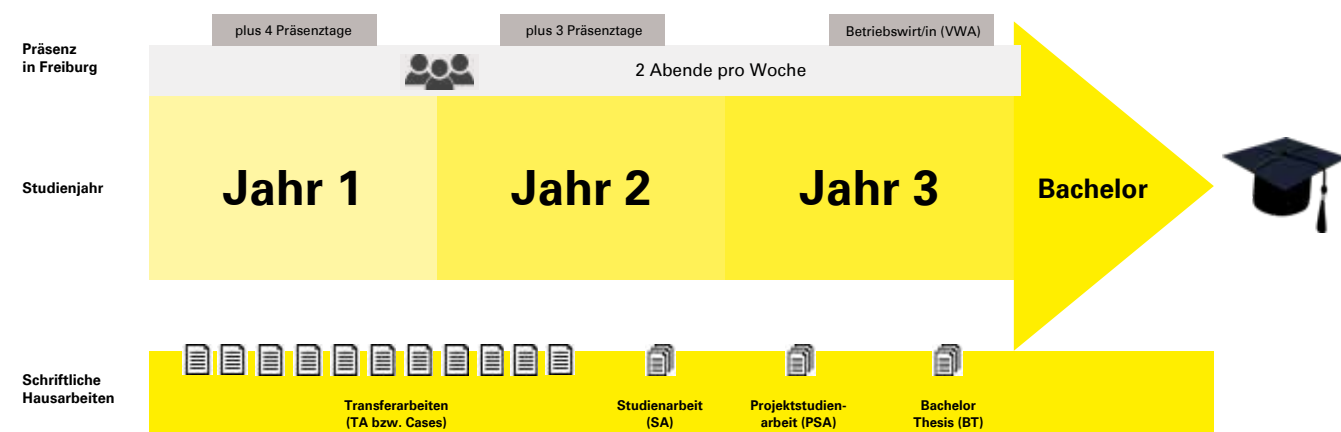 plus 4 Präsenztage
plus 3 Präsenztage
Betriebswirt/in (VWA)
Präsenz
in Freiburg
2 Abende pro Woche
Studienjahr
Jahr 1
Jahr 2
Jahr 3
Bachelor
Schriftliche
Hausarbeiten
Transferarbeiten
(TA bzw. Cases)
Studienarbeit
(SA)
Projektstudien-
arbeit (PSA)
Bachelor
Thesis (BT)